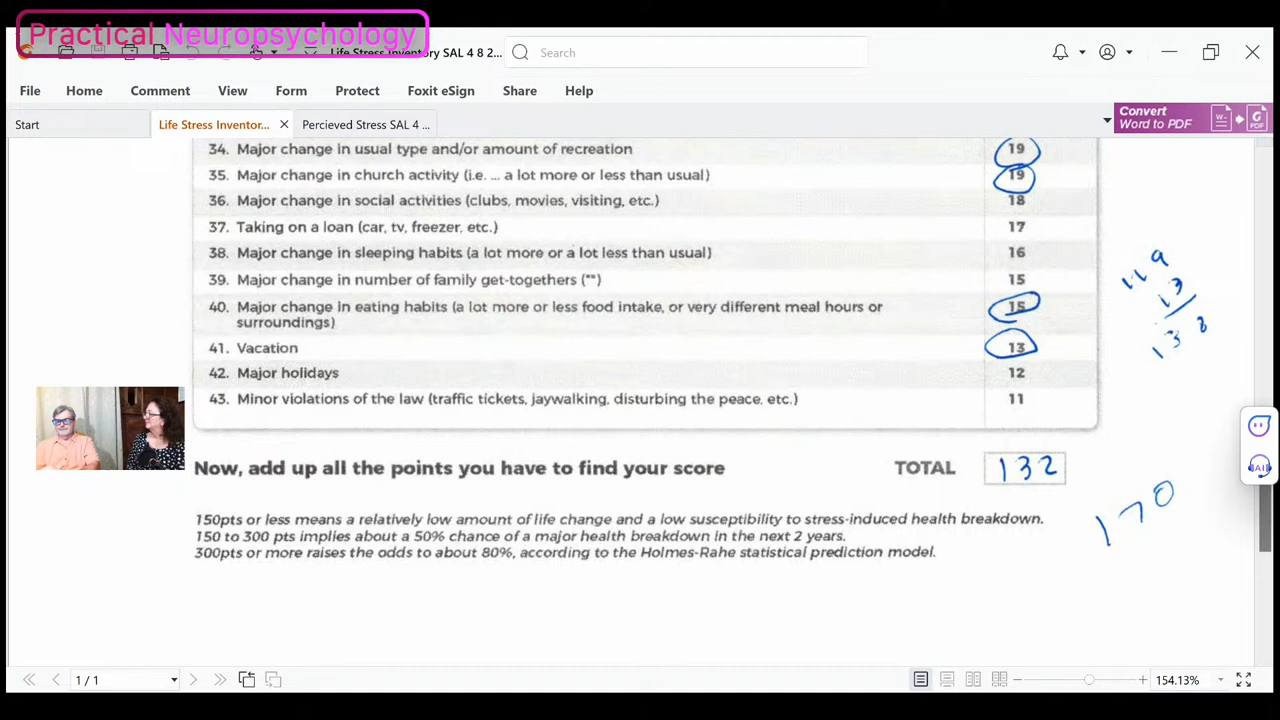 Practical Neuropsychology
Life Stress Inventory SAL 4 8 2...
Search
File Home Comment View Form Protect Foxit eSign Share Help
Start
Life Stress Inventor...
Percieved Stress SAL 4 ...
Convert
Word to PDF
34. Major change in usual type and/or amount of recreation 19
35. Major change in church activity (i.e. ... a lot more or less than usual) 19
36. Major change in social activities (clubs, movies, visiting, etc.) 18
37. Taking on a loan (car, tv, freezer, etc.) 17
38. Major change in sleeping habits (a lot more or a lot less than usual) 16
39. Major change in number of family get-togethers ("") 15
40. Major change in eating habits (a lot more or less food intake, or very different meal hours or 15
surroundings)
41. Vacation 13
42. Major holidays 12
43. Minor violations of the law (traffic tickets, jaywalking, disturbing the peace, etc.) 11
119
13
138
Now, add up all the points you have to find your score TOTAL 132
170
150pts or less means a relatively low amount of life change and a low susceptibility to stress-induced health breakdown.
150 to 300 pts implies about a 50% chance of a major health breakdown in the next 2 years.
300pts or more raises the odds to about 80%, according to the Holmes-Rahe statistical prediction model.
AI
1 / 1
154.13%